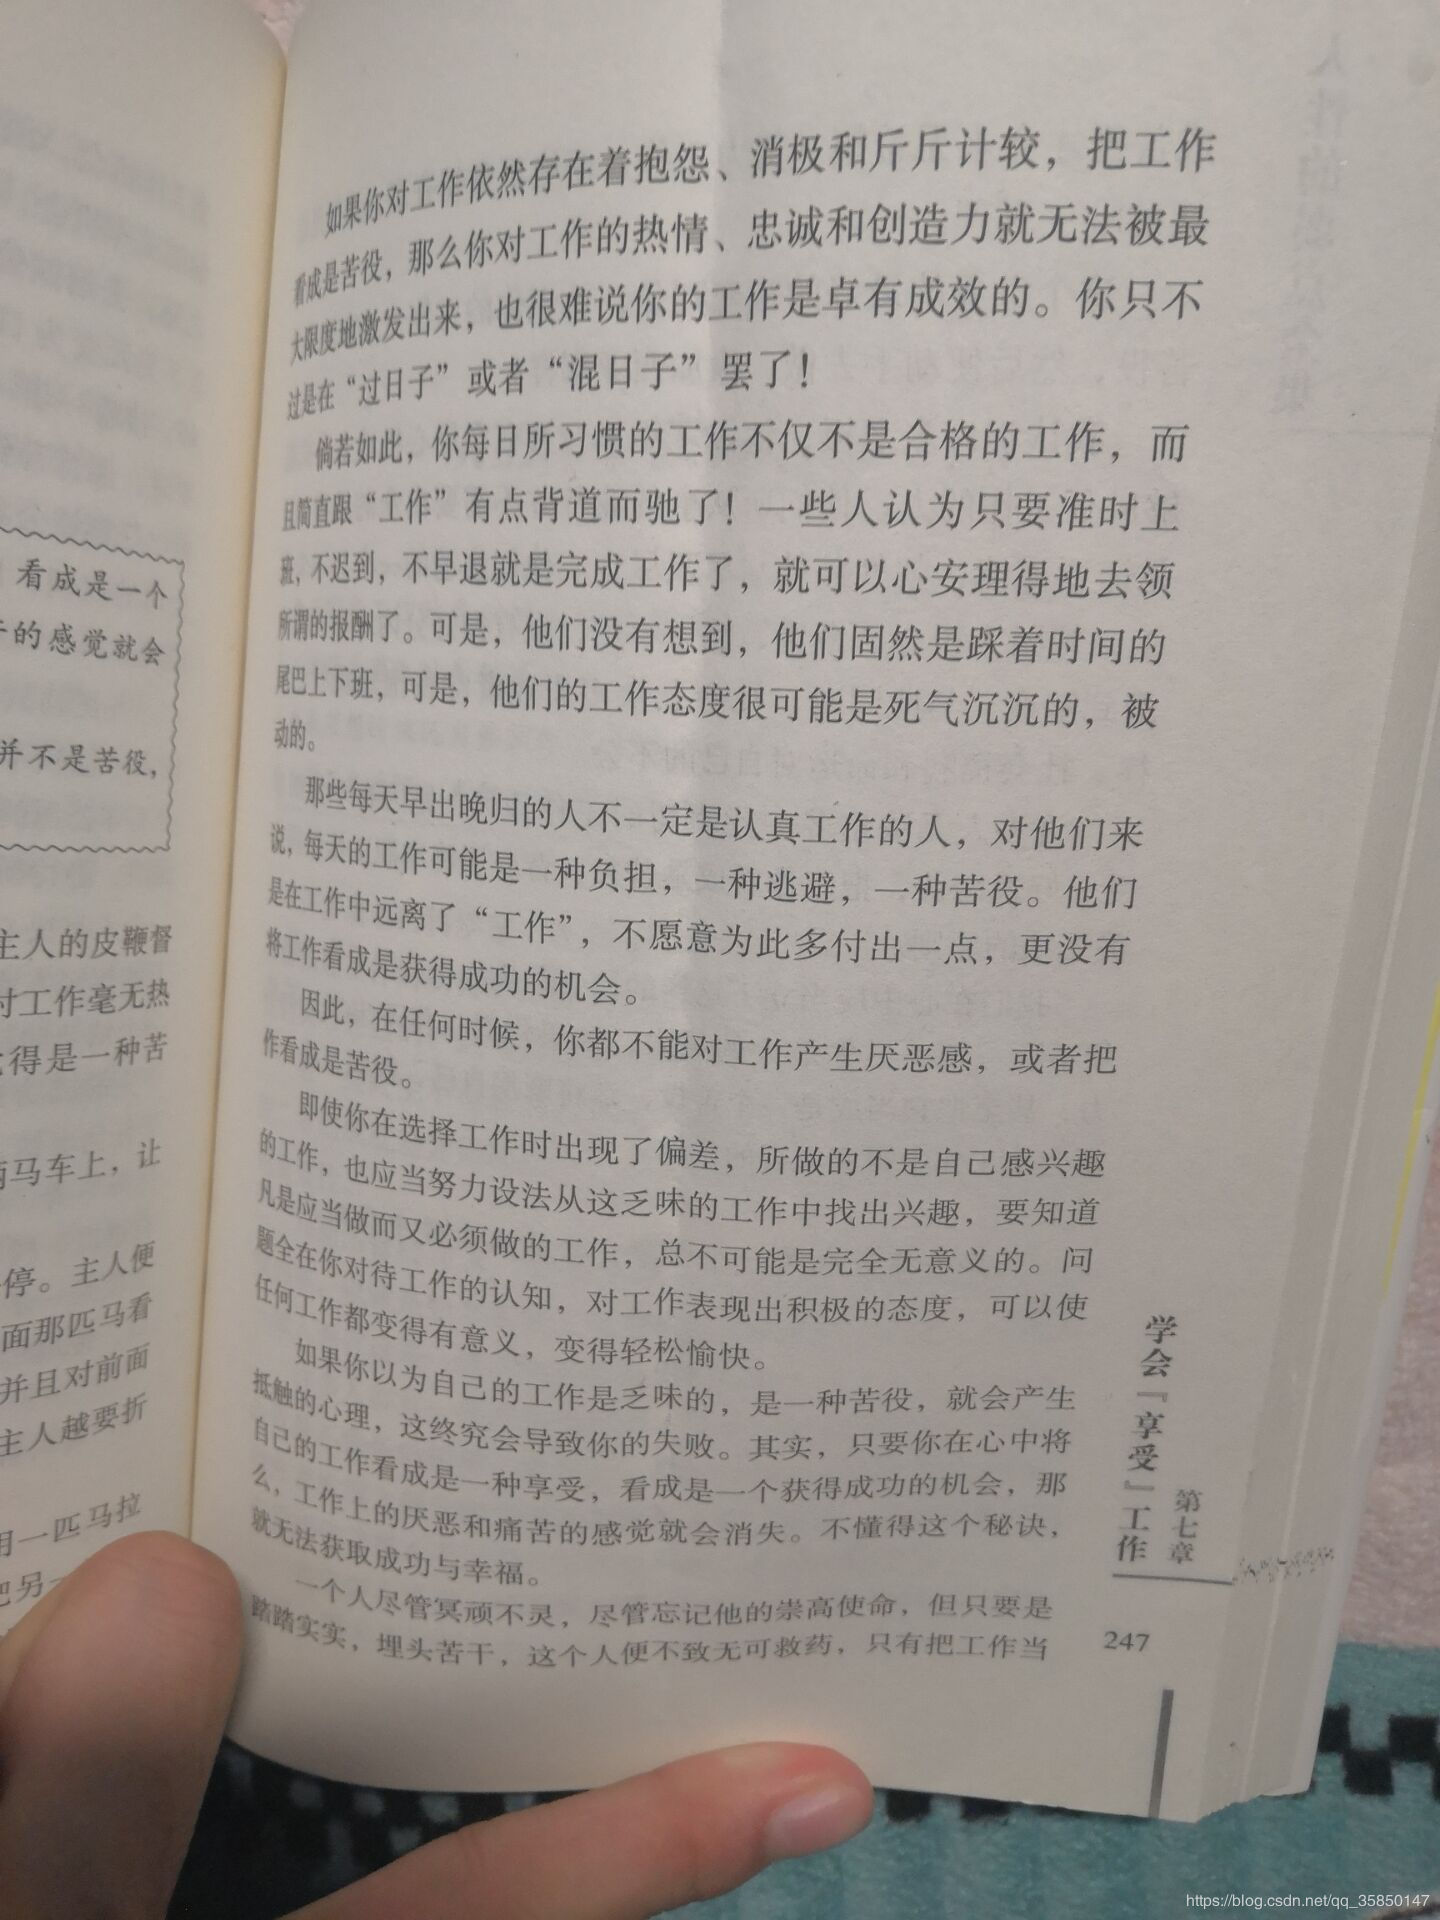 看成是一个
的感觉就会
并不是苦役，
主人的皮鞭督
对工作毫无热
得是一种苦
马车上，让
停。主人便
面那匹马看
并且对前面
主人越要折
用一匹马拉
把另一
如果你对工作依然存在着抱怨、消极和斤斤计较，把工作
看成是苦役，那么你对工作的热情、忠诚和创造力就无法被最
大限度地激发出来，也很难说你的工作是卓有成效的。你只不
过是在“过日子”或者“混日子”罢了！
倘若如此，你每日所习惯的工作不仅不是合格的工作，而
且简直跟“工作”有点背道而驰了！一些人认为只要准时上
班，不迟到，不早退就是完成工作了，就可以心安理得地去领
所谓的报酬了。可是，他们没有想到，他们固然是踩着时间的
尾巴上下班，可是，他们的工作态度很可能是死气沉沉的，被
动的。
那些每天早出晚归的人不一定是认真工作的人，对他们来
说，每天的工作可能是一种负担，一种逃避，一种苦役。他们
是在工作中远离了“工作”，不愿意为此多付出一点，更没有
将工作看成是获得成功的机会。
因此，在任何时候，你都不能对工作产生厌恶感，或者把
作看成是苦役。
即使你在选择工作时出现了偏差，所做的不是自己感兴趣
的工作，也应当努力设法从这乏味的工作中找出兴趣，要知道
凡是应当做而又必须做的工作，总不可能是完全无意义的。问
题全在你对待工作的认知，对工作表现出积极的态度，可以使
任何工作都变得有意义，变得轻松愉快。
如果你以为自己的工作是乏味的，是一种苦役，就会产生
抵触的心理，这终究会导致你的失败。其实，只要你在心中将
自己的工作看成是一种享受，看成是一个获得成功的机会，那
么，工作上的厌恶和痛苦的感觉就会消失。不懂得这个秘诀，
就无法获取成功与幸福。
一个人尽管冥顽不灵，尽管忘记他的崇高使命，但只要是
踏踏实实，埋头苦干，这个人便不致无可救药，只有把工作当
第七章
学会「享受」工作
247
https://blog.csdn.net/qq_35850147